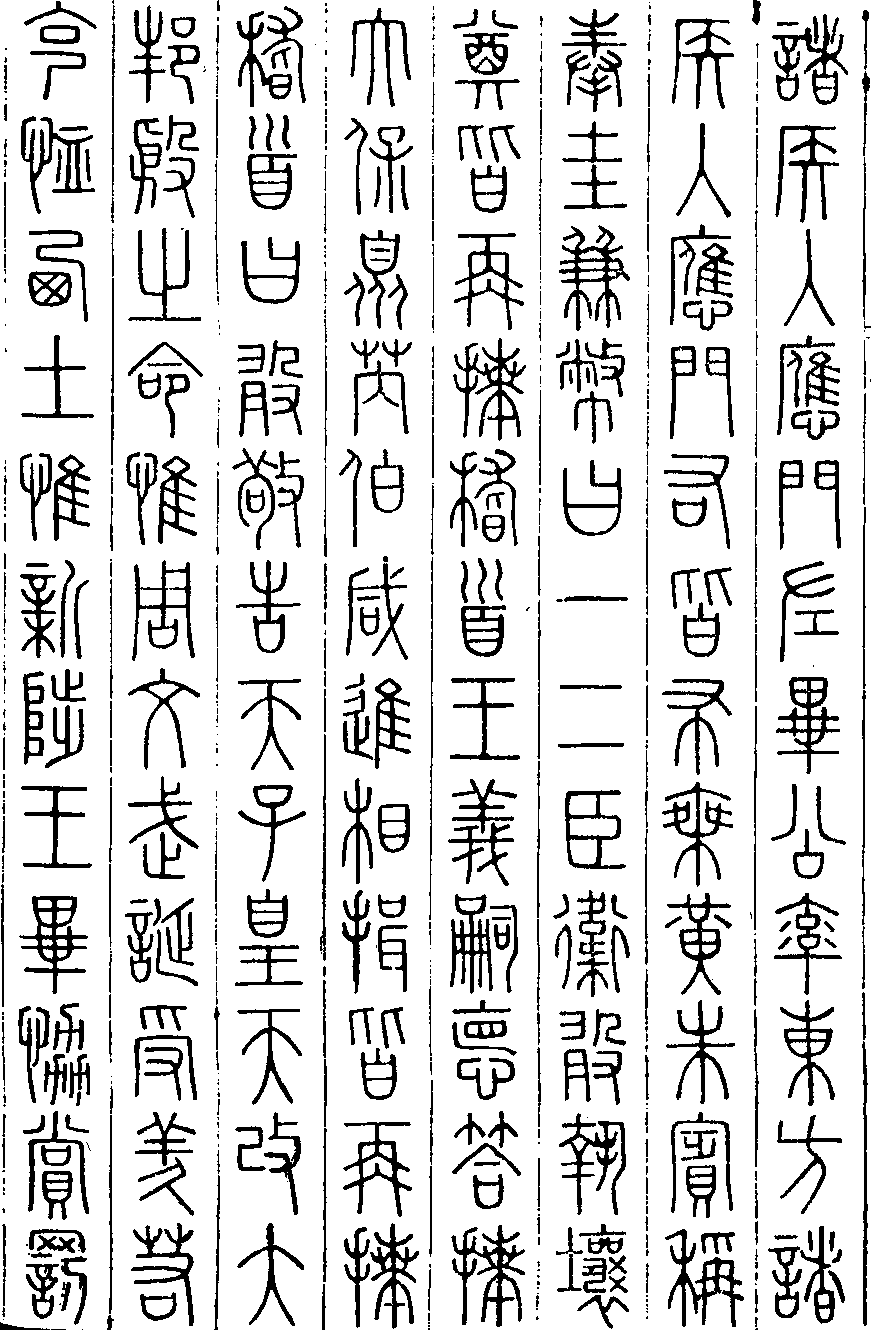 諸侯入應門左畢公率東方諸
侯入應門右皆布乘黃朱賓稱
奉圭兼幣曰一二臣衛敢執壤
奠皆再拜稽首王義嗣德答拜
大保暨芮伯咸進相揖皆再拜
稽首曰敢敬告天子皇天改大
邦殷之命惟周文武誕受羑若
克恤西土惟新陟王畢協賞罰